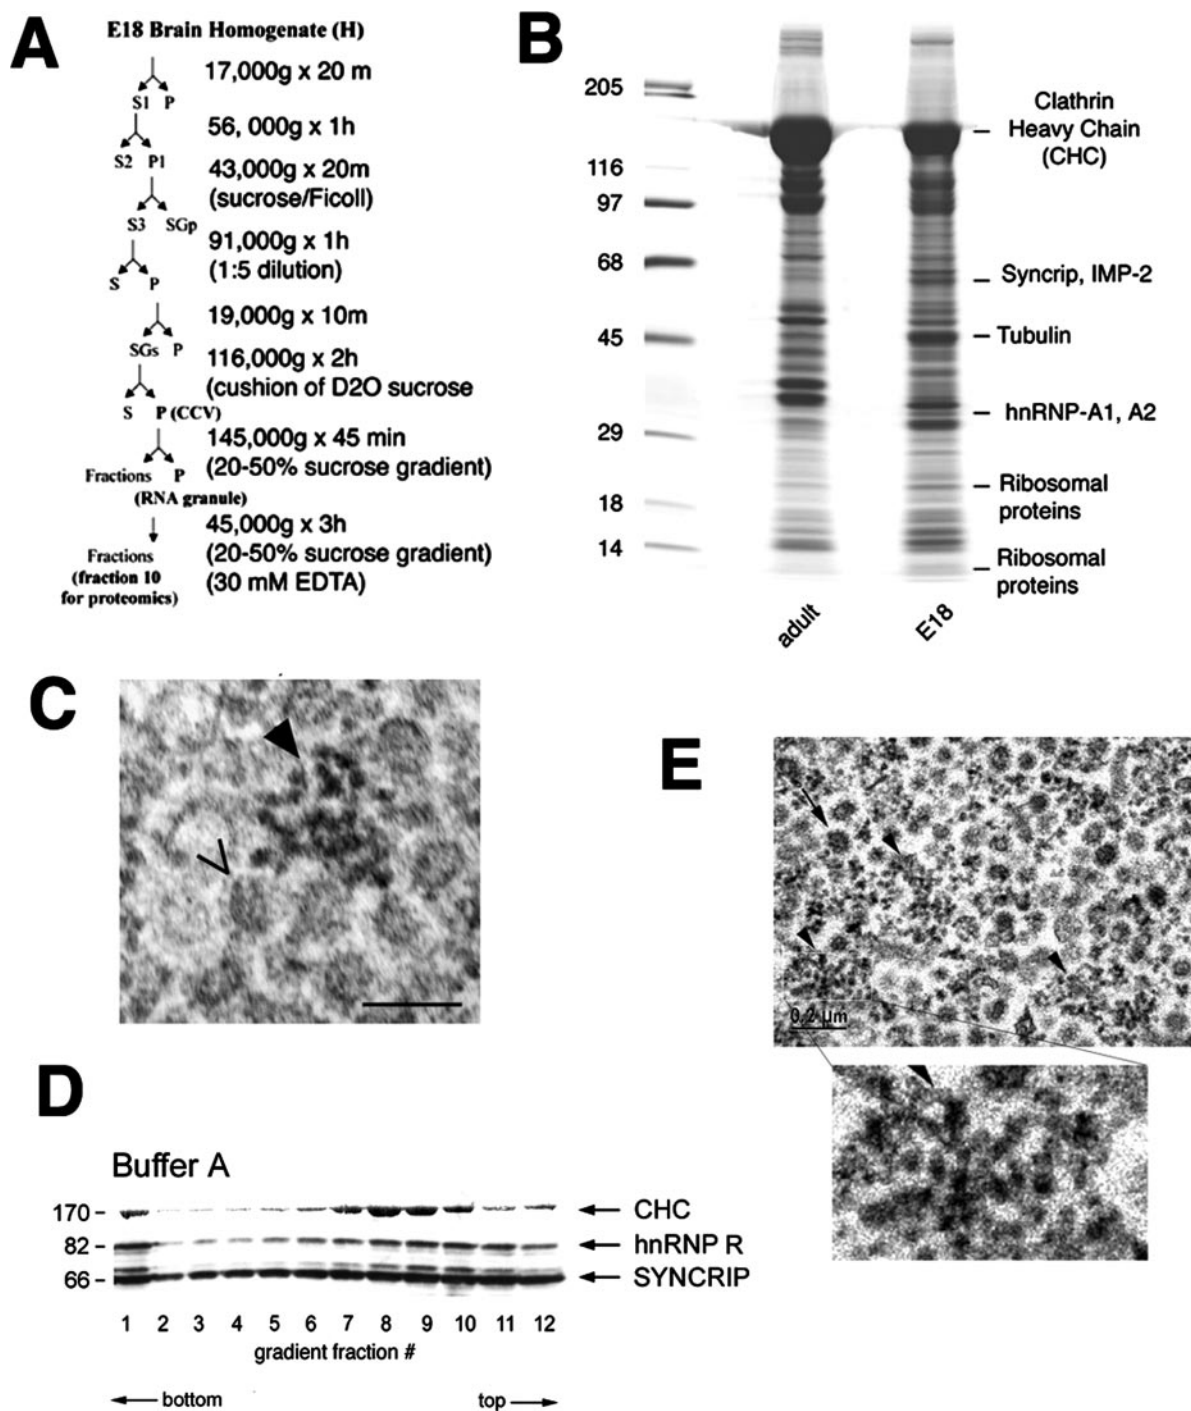 A
E18 Brain Homogenate (H)
17,000g x 20 m
S1 P
56, 000g x 1h
S2 P1
43,000g x 20m
(sucrose/Ficoll)
S3 SGp
91,000g x 1h
(1:5 dilution)
S P
19,000g x 10m
SGs P
116,000g x 2h
(cushion of D2O sucrose
S P (CCV)
145,000g x 45 min
(20-50% sucrose gradient)
Fractions P
(RNA granule)
45,000g x 3h
(20-50% sucrose gradient)
(30 mM EDTA)
Fractions
(fraction 10
for proteomics)
B
205
116
97
68
45
29
18
14
Clathrin
Heavy Chain
(CHC)
Syncrip, IMP-2
Tubulin
hnRNP-A1, A2
Ribosomal
proteins
Ribosomal
proteins
adult
E18
C
D
Buffer A
170
CHC
82
hnRNP R
66
SYNCRIP
1 2 3 4 5 6 7 8 9 10 11 12
gradient fraction #
bottom
top
E
0.2 µm